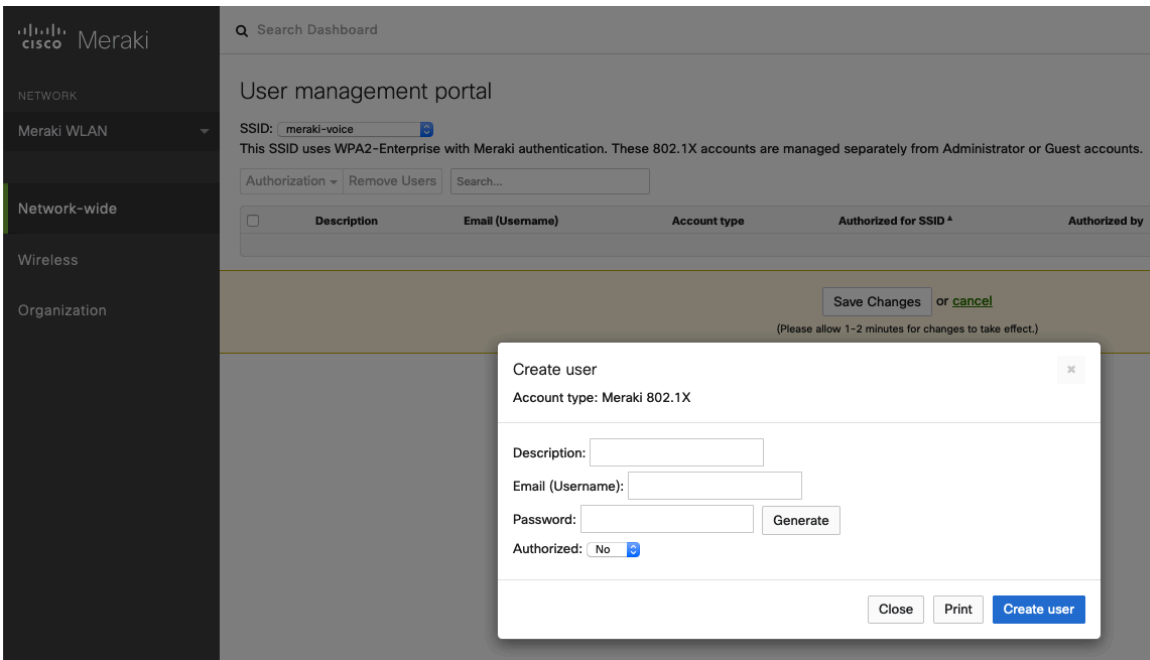 cisco Meraki
Search Dashboard
NETWORK
Meraki WLAN
Network-wide
Wireless
Organization
User management portal
SSID: meraki-voice
This SSID uses WPA2-Enterprise with Meraki authentication. These 802.1X accounts are managed separately from Administrator or Guest accounts.
Authorization Remove Users Search...
Description Email (Username) Account type Authorized for SSID Authorized by
Save Changes or cancel
(Please allow 1-2 minutes for changes to take effect.)
Create user
Account type: Meraki 802.1X
Description:
Email (Username):
Password: Generate
Authorized: No
Close Print Create user